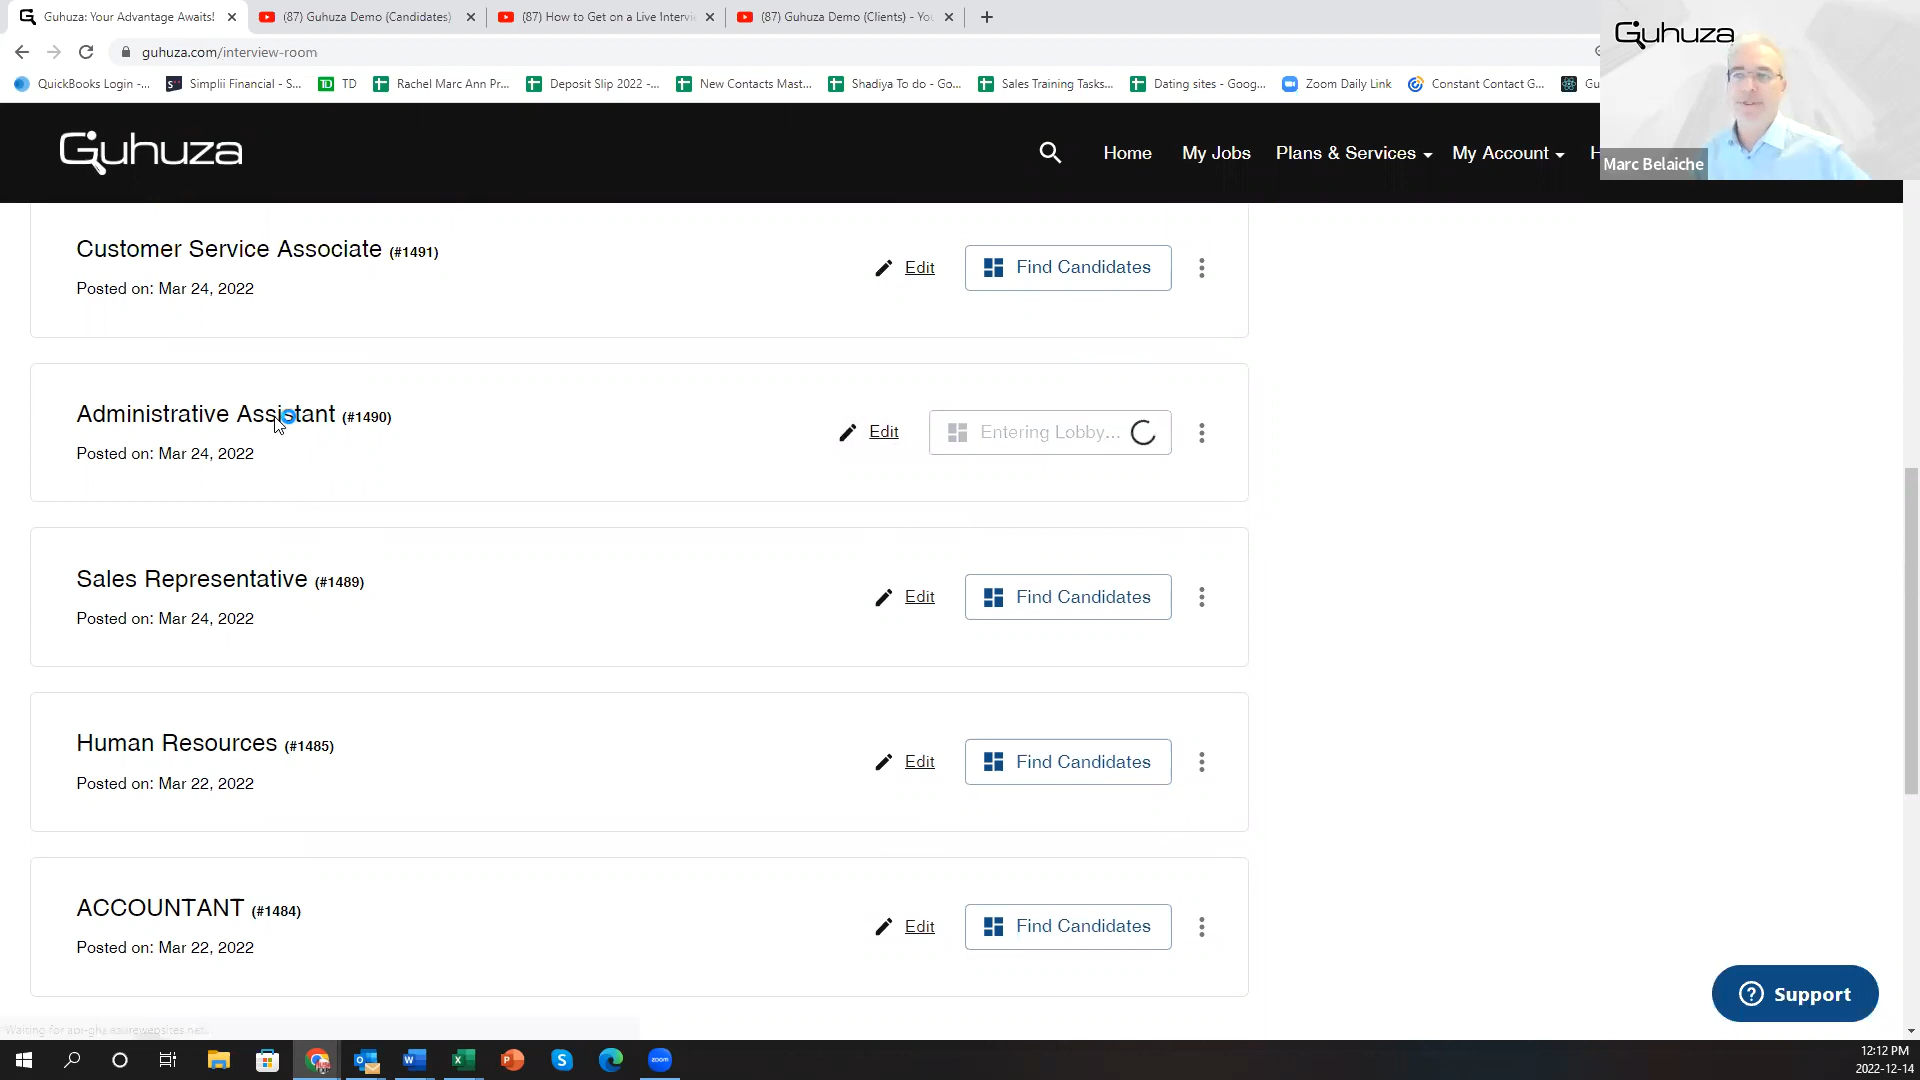 Guhuza: Your Advantage Awaits!
(87) Guhuza Demo (Candidates)
(87) How to Get on a Live Intervi
(87) Guhuza Demo (Clients) - You
guhuza.com/interview-room
QuickBooks Login -...
Simplii Financial - S...
TD
Rachel Marc Ann Pr...
Deposit Slip 2022 -...
New Contacts Mast...
Shadiya To do - Go...
Sales Training Tasks...
Dating sites - Goog...
Zoom Daily Link
Constant Contact G...
Gu
Guhuza
Marc Belaiche
Guhuza
Home
My Jobs
Plans & Services
My Account
H
Customer Service Associate (#1491)
Posted on: Mar 24, 2022
Edit
Find Candidates
Administrative Assistant (#1490)
Posted on: Mar 24, 2022
Edit
Entering Lobby...
Sales Representative (#1489)
Posted on: Mar 24, 2022
Edit
Find Candidates
Human Resources (#1485)
Posted on: Mar 22, 2022
Edit
Find Candidates
ACCOUNTANT (#1484)
Posted on: Mar 22, 2022
Edit
Find Candidates
Support
12:12 PM
2022-12-14